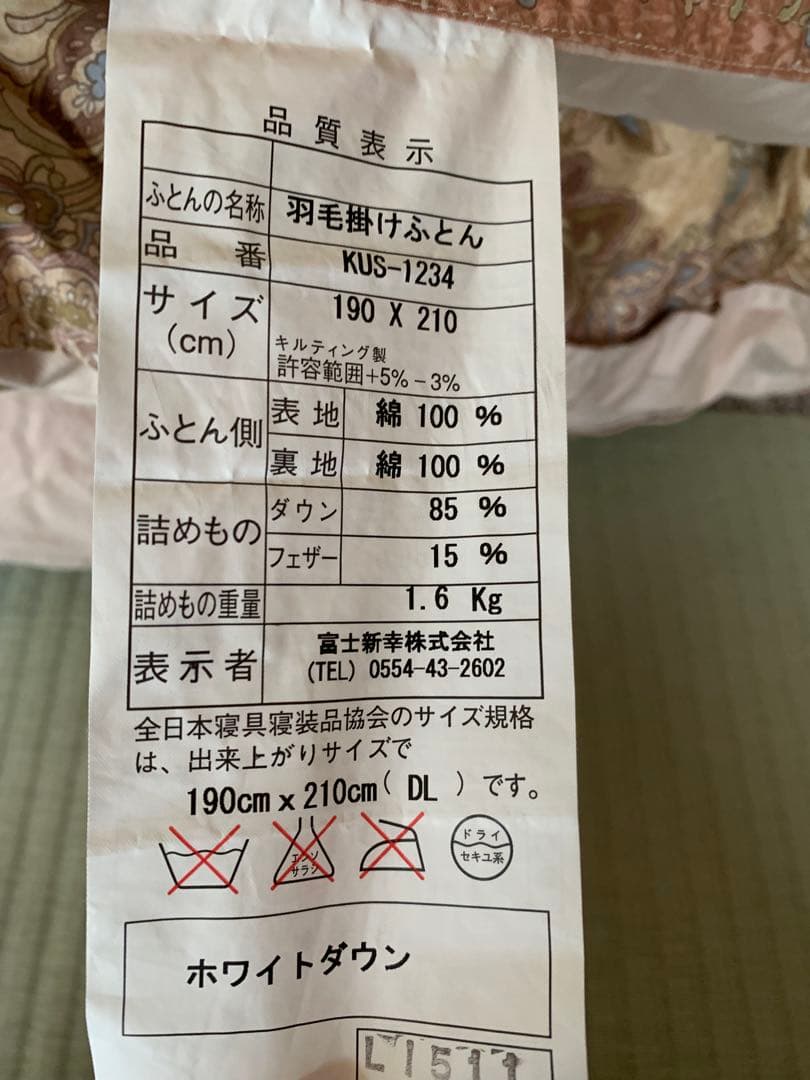 品質表示
ふとんの名称 羽毛掛けふとん
品番 KUS-1234
サイズ 190 X 210
(cm)
キルティング製
許容範囲+5%-3%
ふとん側 表地 綿 100 %
裏地 綿 100 %
詰めもの ダウン 85 %
フェザー 15 %
詰めもの重量 1.6 Kg
表示者 富士新幸株式会社
(TEL) 0554-43-2602
全日本寝具寝装品協会のサイズ規格
は、出来上がりサイズで
190cm x 210cm( DL )です。
エンソ
サラシ
ドライ
セキユ系
ホワイトダウン
L1511